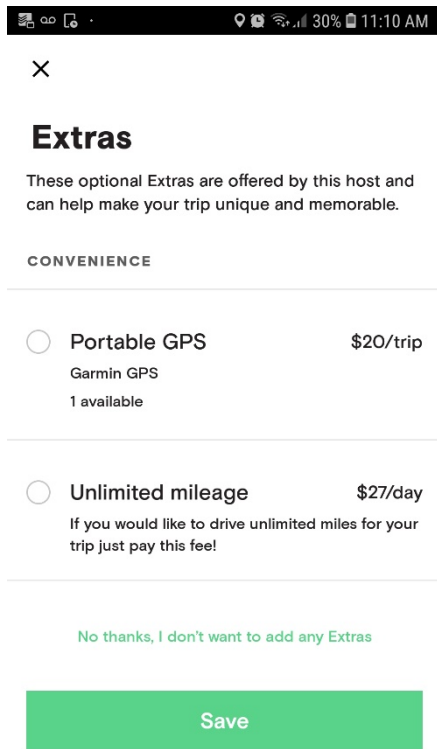 30% 11:10 AM
Extras
These optional Extras are offered by this host and
can help make your trip unique and memorable.
CONVENIENCE
Portable GPS $20/trip
Garmin GPS
1 available
Unlimited mileage $27/day
If you would like to drive unlimited miles for your
trip just pay this fee!
No thanks, I don't want to add any Extras
Save